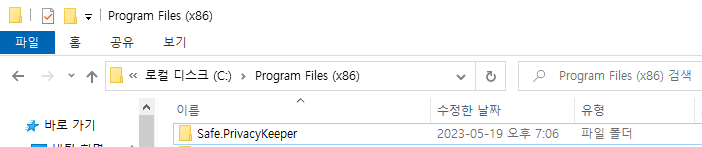 Program Files (x86)
파일 홈 공유 보기
« 로컬 디스크 (C:) > Program Files (x86) Program Files (x86) 검색
이름 수정한 날짜 유형
바로 가기
Safe.PrivacyKeeper 2023-05-19 오후 7:06 파일 폴더